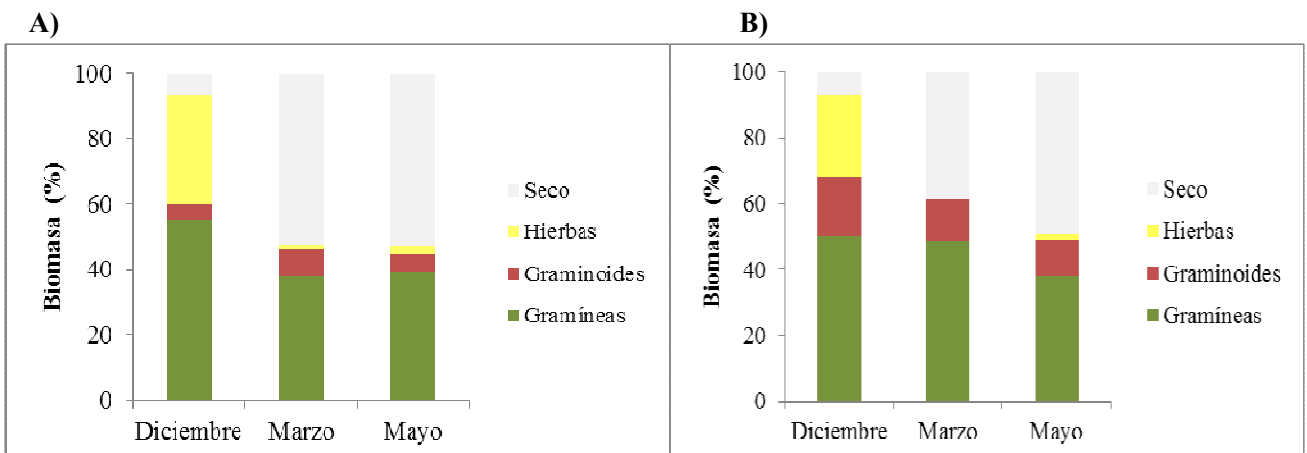 A)
Biomasa (%)
100
80
60
40
20
0
Diciembre Marzo Mayo
Seco
Hierbas
Graminoides
Gramíneas
B)
Biomasa (%)
100
80
60
40
20
0
Diciembre Marzo Mayo
Seco
Hierbas
Graminoides
Gramíneas